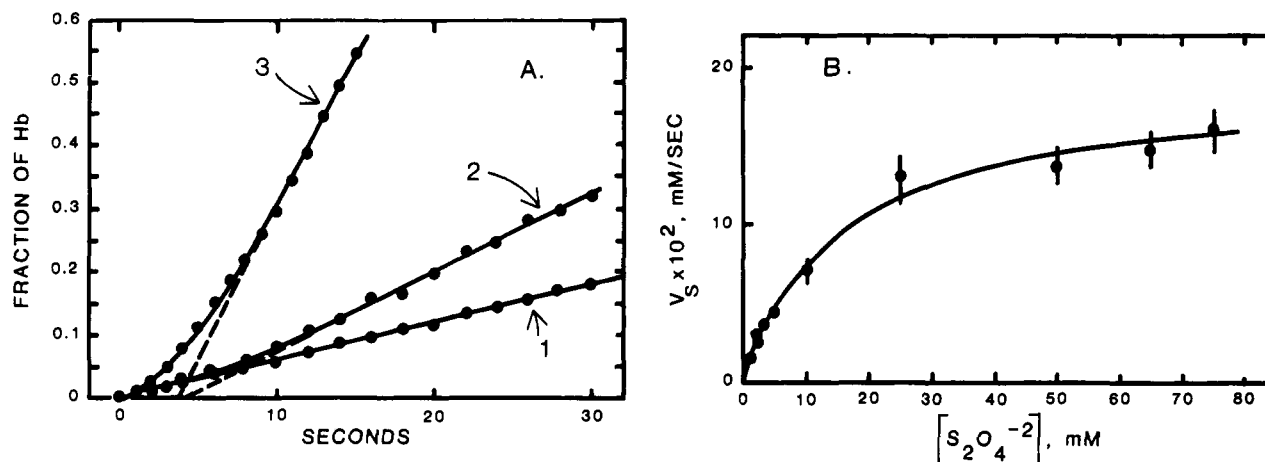 0.6
0.5
0.4
0.3
0.2
0.1
0
FRACTION OF Hb
A.
3
2
1
0 10 20 30
SECONDS
20
10
0
V_S x 10^2, mM/SEC
B.
0 10 20 30 40 50 60 70 80
[S_2O_4^-2], mM